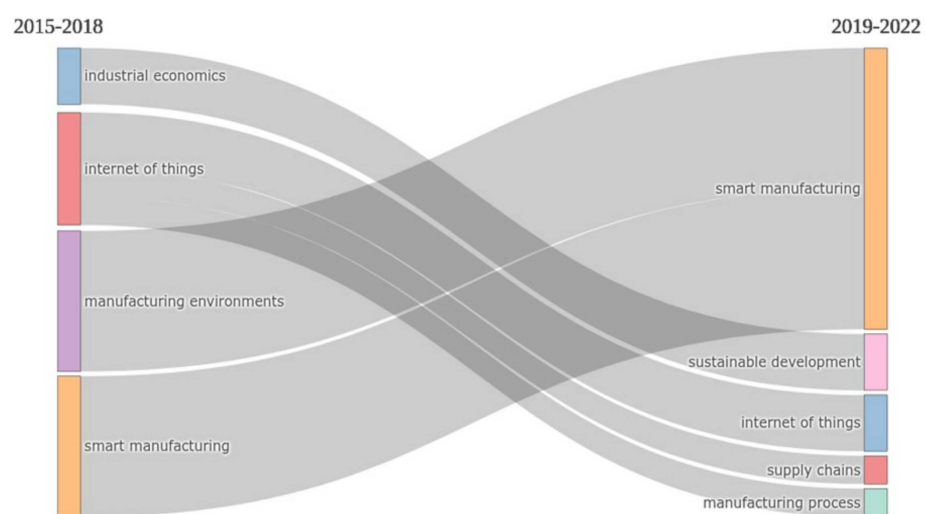 2015-2018
2019-2022
industrial economics
internet of things
manufacturing environments
smart manufacturing
smart manufacturing
sustainable development
internet of things
supply chains
manufacturing process